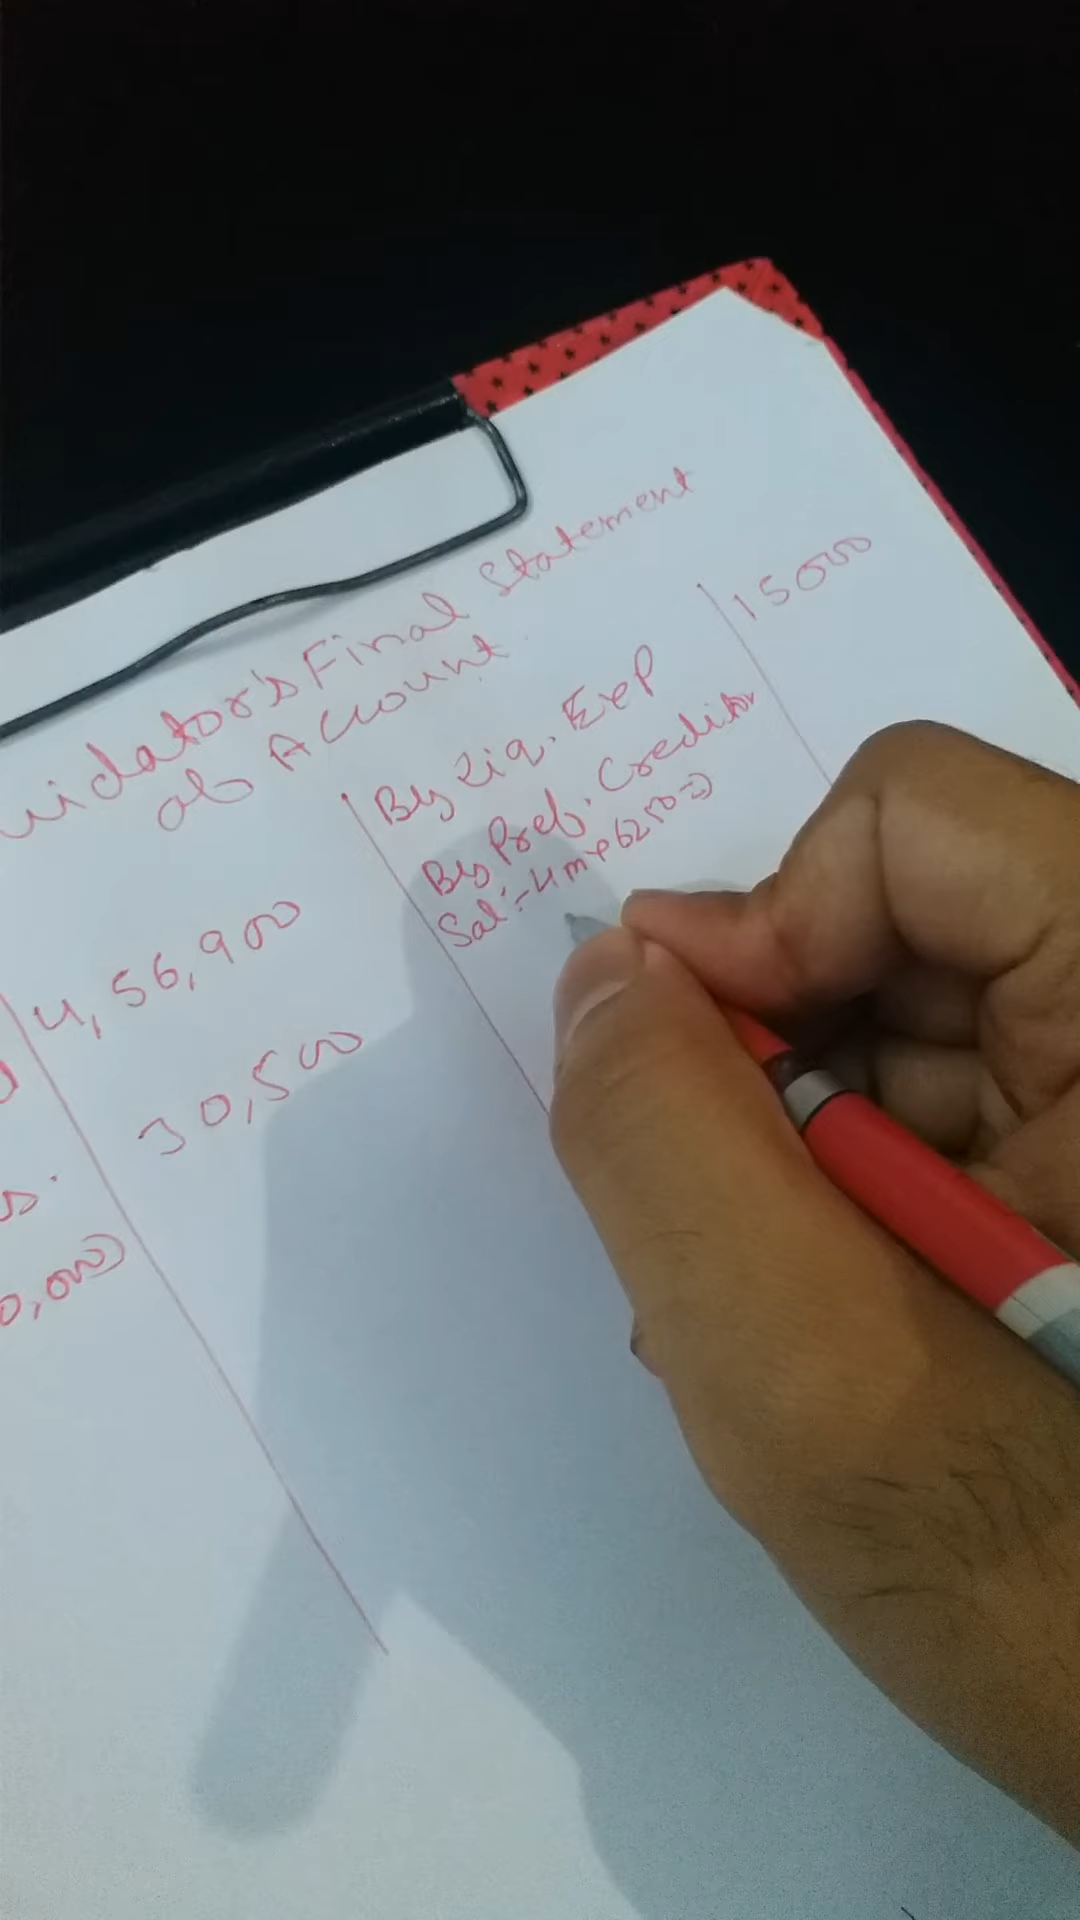 uidator's Final Statement
of Account
4,56,900
30,500
s.
0,000)
By Liq. Exp
15000
By Pref. Creditor
Sal:- 4m x 6250 =)